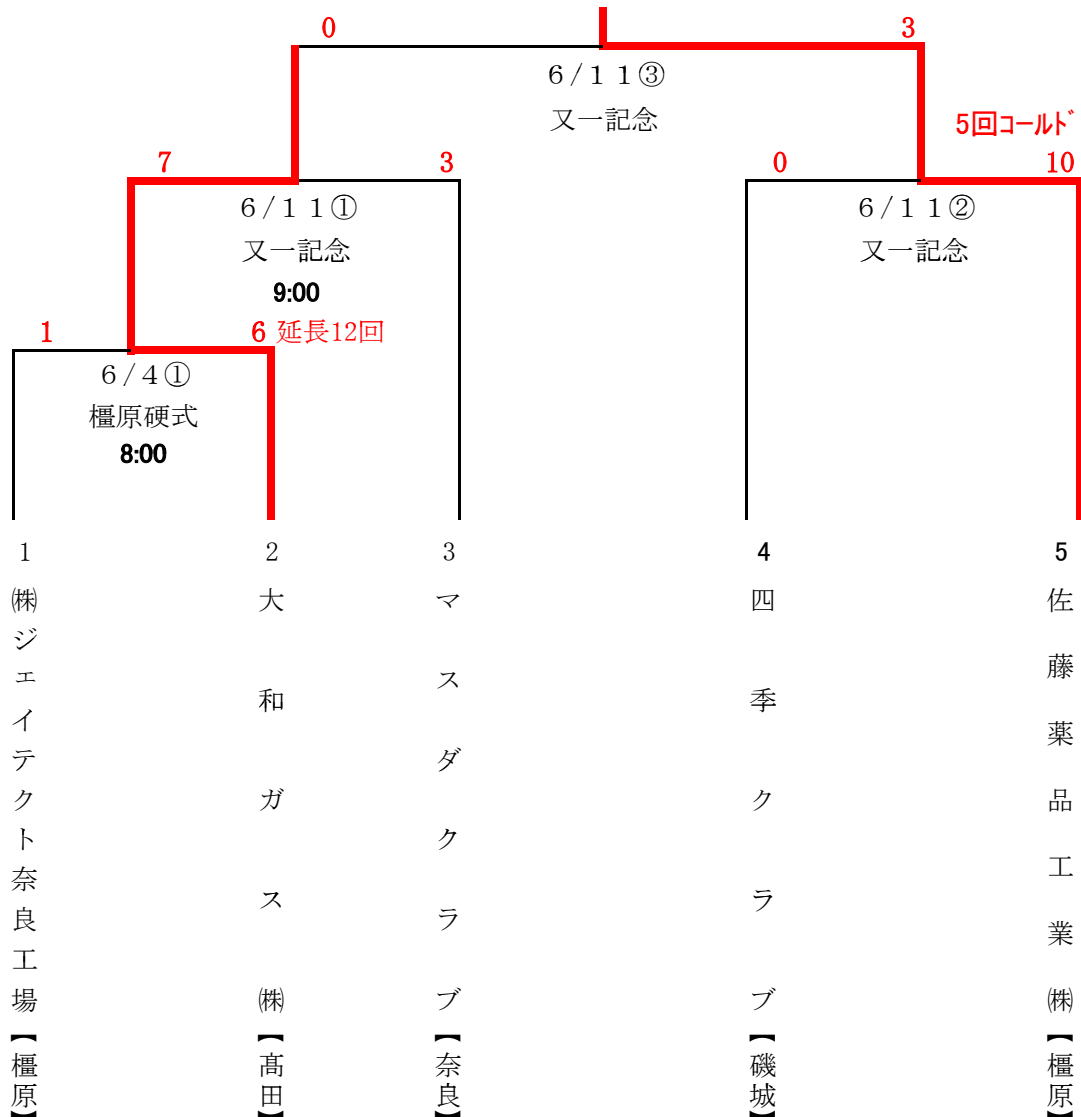 0
3
6/11③
又一記念
5回コールド
7
3
0
10
6/11①
又一記念
9:00
6/11②
又一記念
1
6 延長12回
6/4①
橿原硬式
8:00
1
㈱ジェイテクト奈良工場【橿原】
2
大和ガス㈱【髙田】
3
マスダクラブ【奈良】
4
四季クラブ【磯城】
5
佐藤薬品工業㈱【橿原】